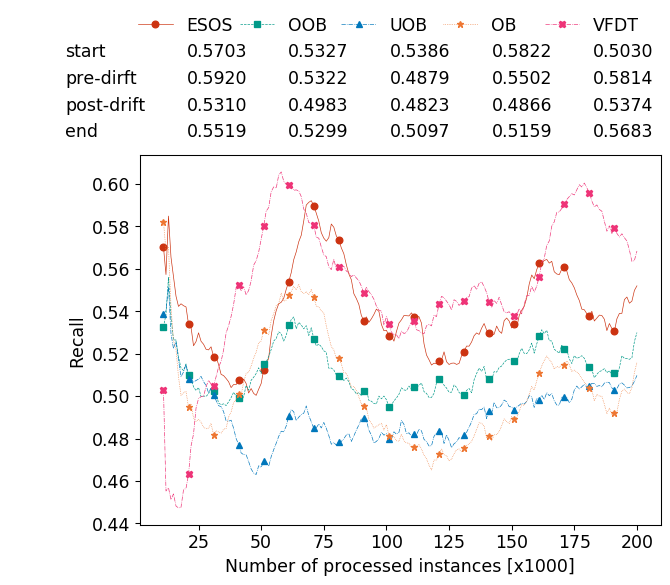 ESOS OOB UOB OB VFDT
start 0.5703 0.5327 0.5386 0.5822 0.5030
pre-dirft 0.5920 0.5322 0.4879 0.5502 0.5814
post-drift 0.5310 0.4983 0.4823 0.4866 0.5374
end 0.5519 0.5299 0.5097 0.5159 0.5683
0.60
0.58
0.56
0.54
0.52
0.50
0.48
0.46
0.44
Recall
25 50 75 100 125 150 175 200
Number of processed instances [x1000]